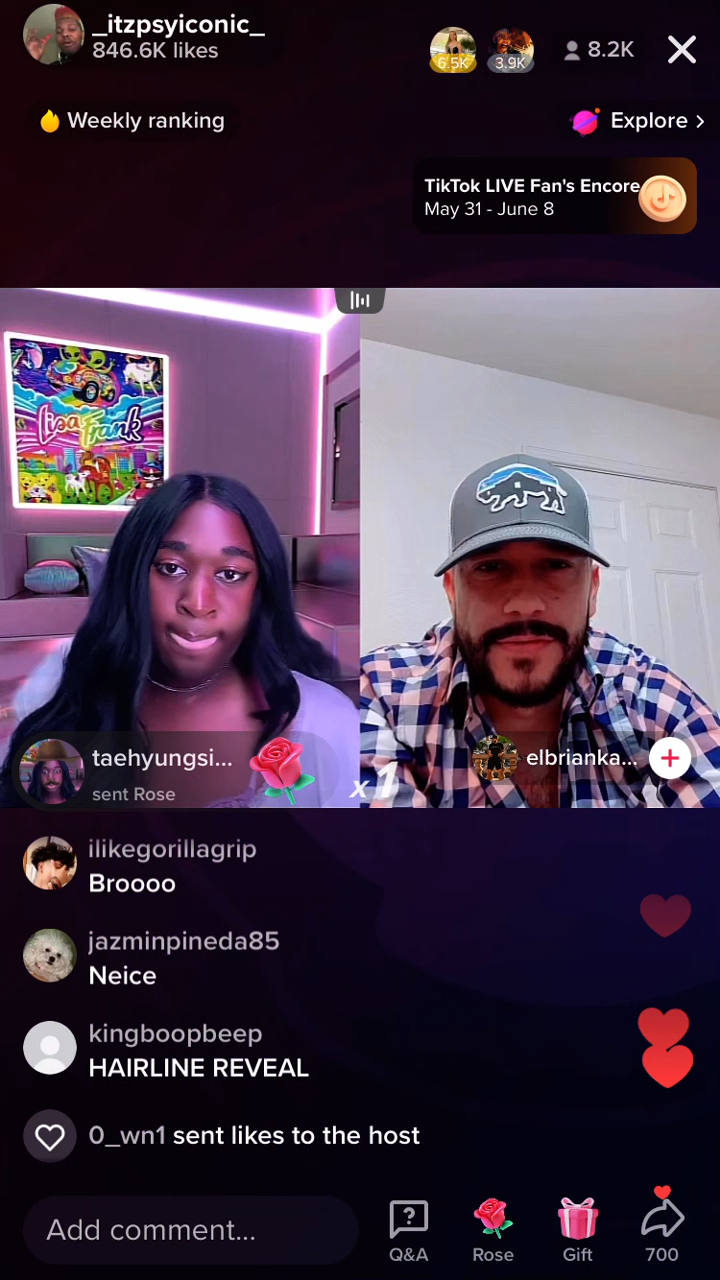 _itzpsyiconic_
846.6K likes
6.5K
3.9K
8.2K
Weekly ranking
Explore >
TikTok LIVE Fan's Encore
May 31 - June 8
Lisa Frank
taehyungsi...
sent Rose
x1
elbrianka...
ilikegorillagrip
Broooo
jazminpineda85
Neice
kingboopbeep
HAIRLINE REVEAL
0_wn1 sent likes to the host
Add comment...
Q&A
Rose
Gift
700